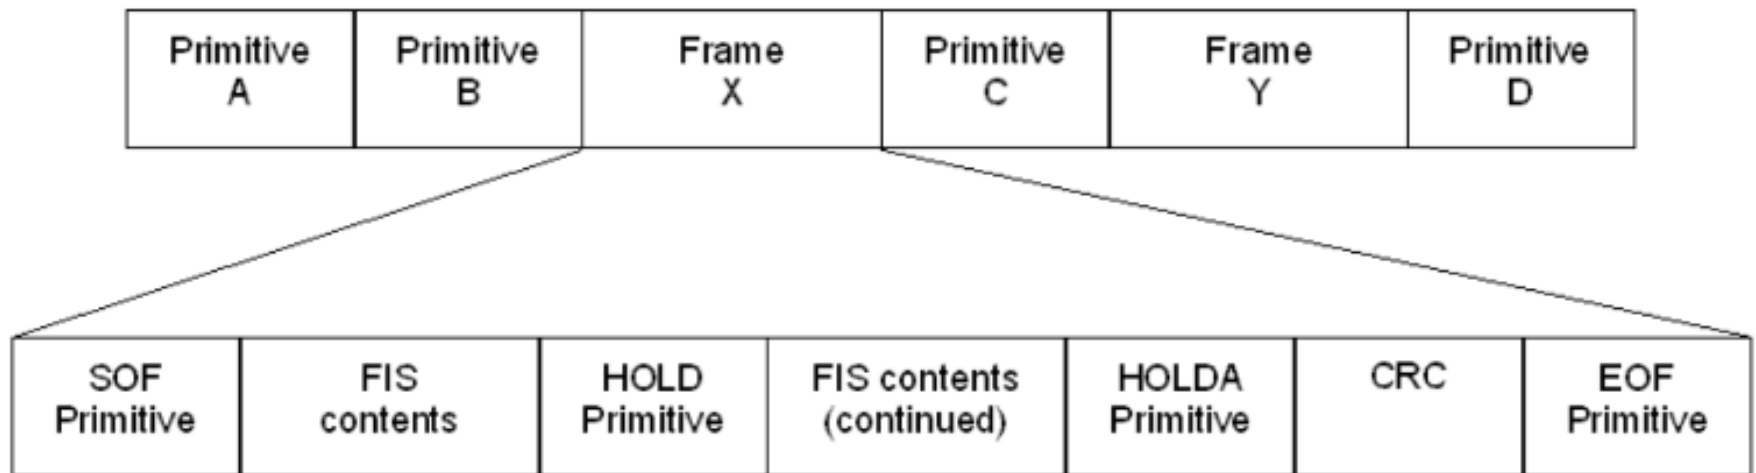 Primitive
A
Primitive
B
Frame
X
Primitive
C
Frame
Y
Primitive
D
SOF
Primitive
FIS
contents
HOLD
Primitive
FIS contents
(continued)
HOLDA
Primitive
CRC
EOF
Primitive